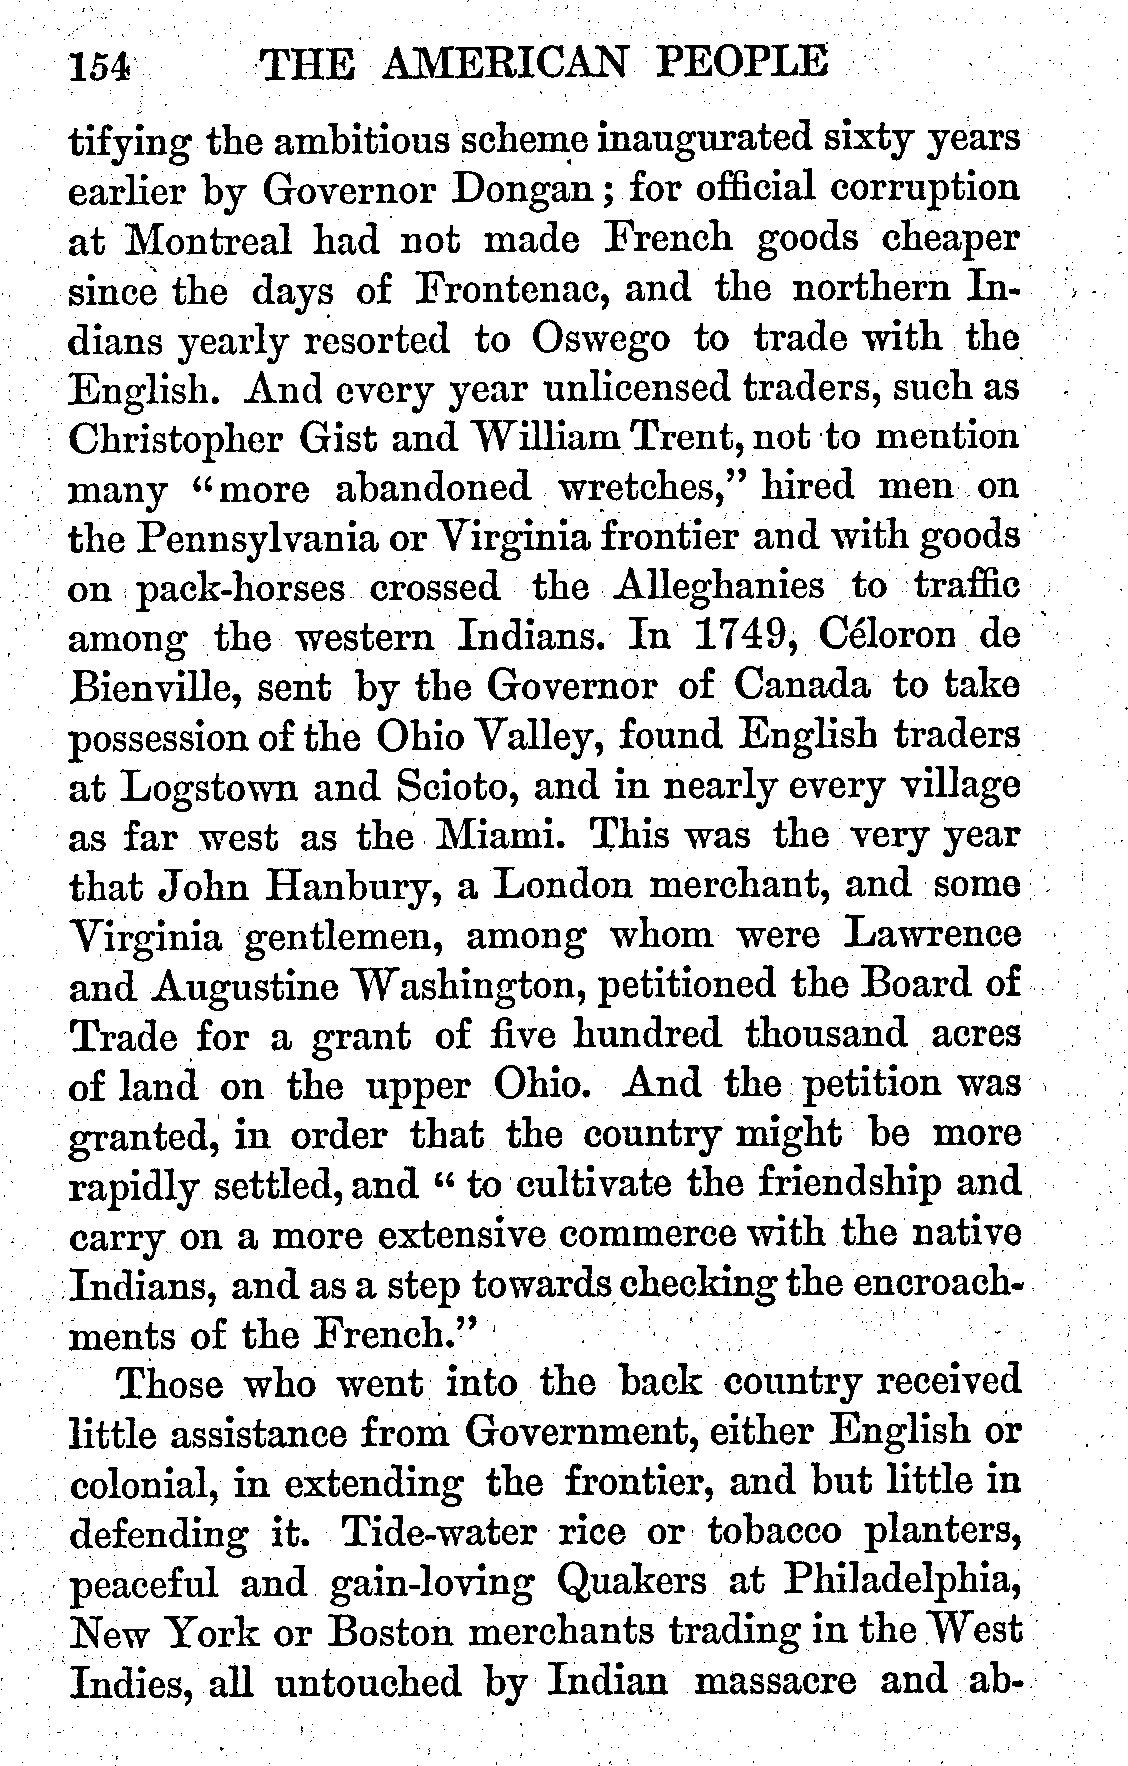 154 THE AMERICAN PEOPLE
tifying the ambitious scheme inaugurated sixty years
earlier by Governor Dongan; for official corruption
at Montreal had not made French goods cheaper
since the days of Frontenac, and the northern In-
dians yearly resorted to Oswego to trade with the
English. And every year unlicensed traders, such as
Christopher Gist and William Trent, not to mention
many "more abandoned wretches," hired men on
the Pennsylvania or Virginia frontier and with goods
on pack-horses crossed the Alleghanies to traffic
among the western Indians. In 1749, Céloron de
Bienville, sent by the Governor of Canada to take
possession of the Ohio Valley, found English traders
at Logstown and Scioto, and in nearly every village
as far west as the Miami. This was the very year
that John Hanbury, a London merchant, and some
Virginia gentlemen, among whom were Lawrence
and Augustine Washington, petitioned the Board of
Trade for a grant of five hundred thousand acres
of land on the upper Ohio. And the petition was
granted, in order that the country might be more
rapidly settled, and "to cultivate the friendship and
carry on a more extensive commerce with the native
Indians, and as a step towards checking the encroach-
ments of the French."
Those who went into the back country received
little assistance from Government, either English or
colonial, in extending the frontier, and but little in
defending it. Tide-water rice or tobacco planters,
peaceful and gain-loving Quakers at Philadelphia,
New York or Boston merchants trading in the West
Indies, all untouched by Indian massacre and ab-